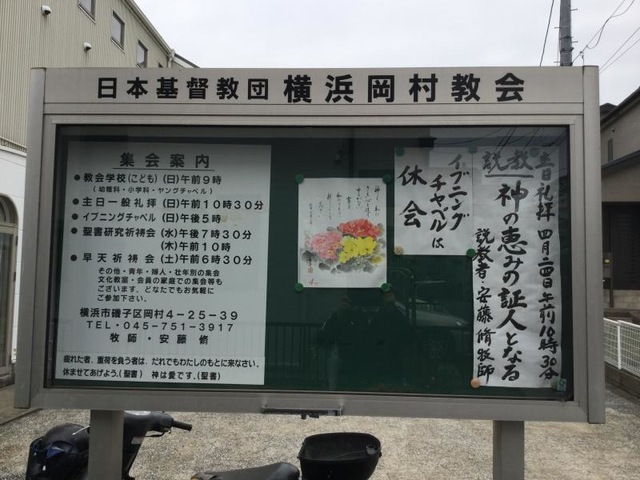 日本基督教団 横浜岡村教会
集会案内
●教会学校(こども)(日)午前9時
(幼稚科・小学科・ヤングチャペル)
●主日一般礼拝(日)午前10時30分
●イブニングチャペル(日)午後5時
●聖書研究祈祷会(水)午後7時30分
(木)午前10時
●早天祈祷会(土)午前6時30分
その他・青年・婦人・壮年別の集会
文化教室・会員の家庭での集会等も
ございます。どなたでもお気軽に
ご参加下さい。
横浜市磯子区岡村4-25-39
TEL・045-751-3917
牧師・安藤脩
疲れた者、重荷を負う者は、だれでもわたしのもとに来なさい。
休ませてあげよう。(聖書) 神は愛です。(聖書)
主日礼拝 四月二日午前10時30分
説教 神の恵みの証人となる
説教者・安藤脩牧師
イブニング
チャペルは
休会